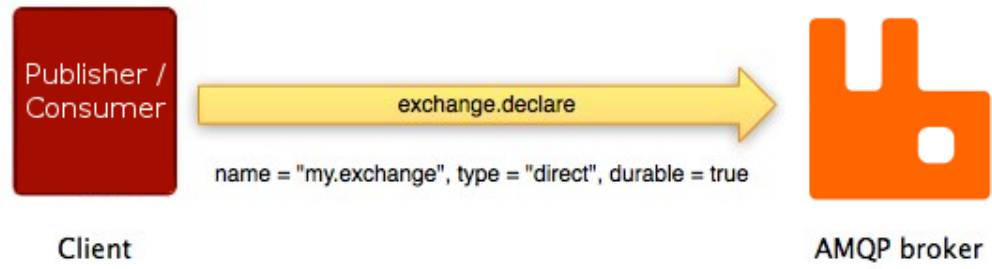 Publisher /
Consumer
exchange.declare
name = "my.exchange", type = "direct", durable = true
Client
AMQP broker